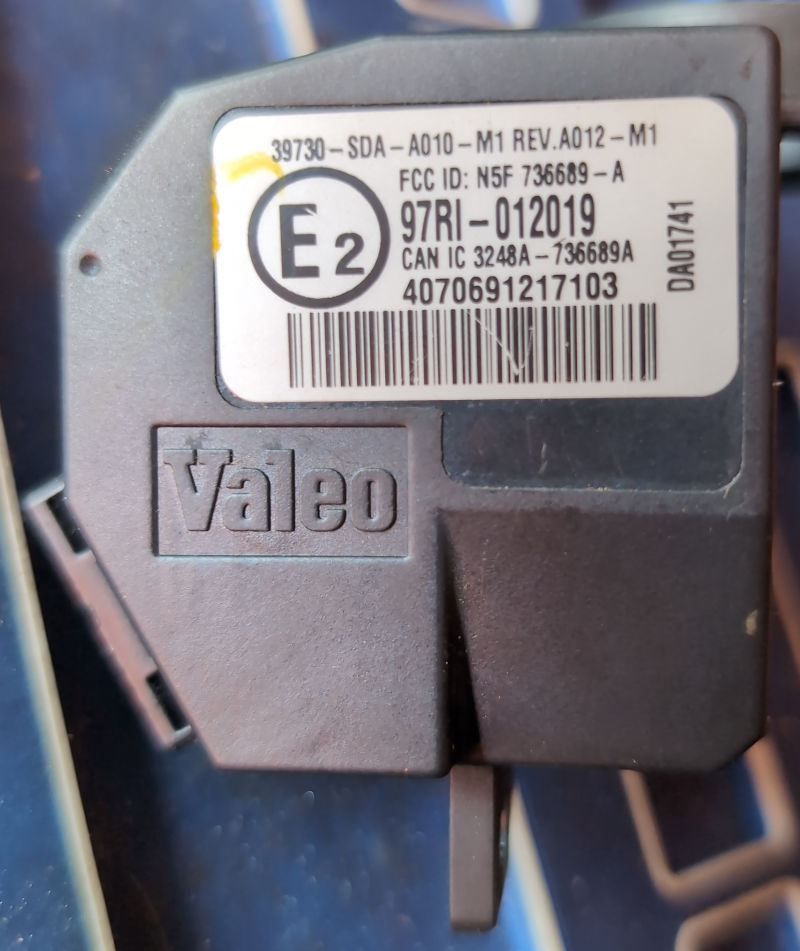 39730-SDA-A010-M1 REV.A012-M1
FCC ID: N5F 736689-A
E2
97RI-012019
CAN IC 3248A-736689A
4070691217103
DA01741
Valeo